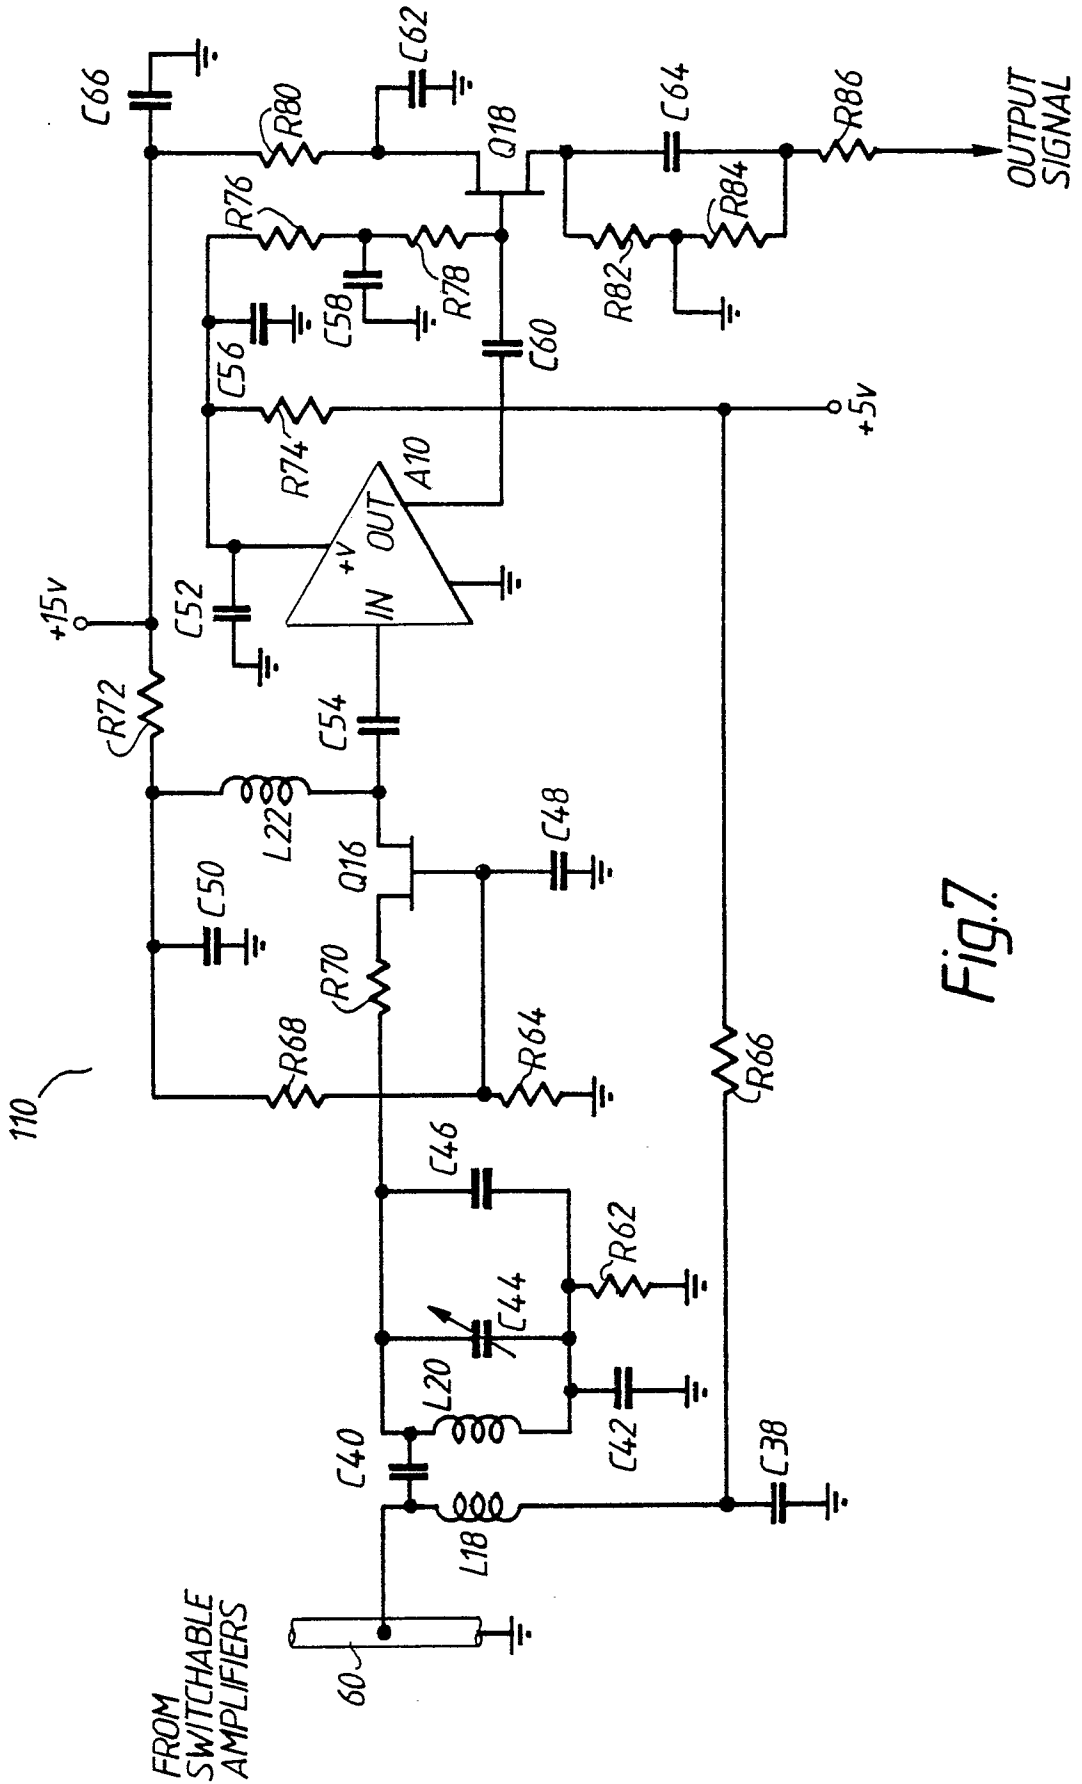 110
FROM
SWITCHABLE
AMPLIFIERS
60
L18
C38
C40
L20
C42
C44
R62
C46
R66
R68
R64
R70
C50
C48
Q16
L22
R72
+15v
C54
C52
IN
+V
OUT
A10
R74
+5v
C56
C58
C60
R76
R78
R80
C66
C62
Q18
R82
R84
C64
R86
OUTPUT
SIGNAL
Fig.7.